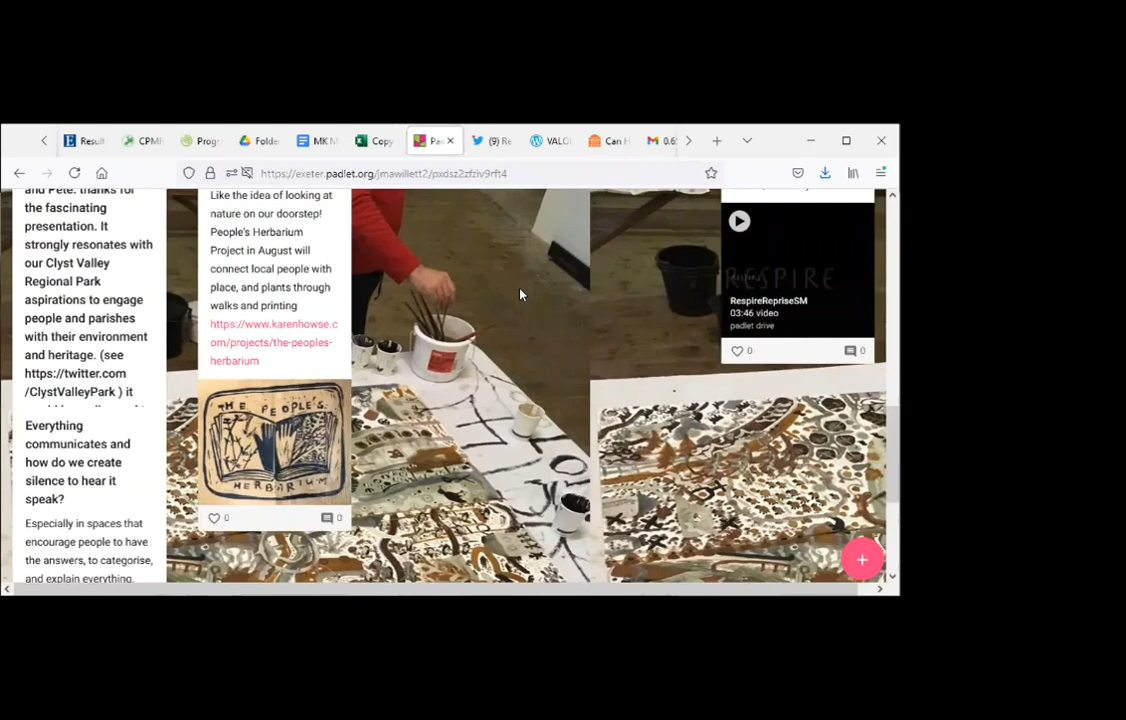 Result
CPMR
Progr
Folde
MK M
Copy
Pad
(9) Re
VALO
Can H
0.6
https://exeter.padlet.org/jmawillett2/pxdsz2zfziv9rft4
and Pete. thanks for
the fascinating
presentation. It
strongly resonates with
our Clyst Valley
Regional Park
aspirations to engage
people and parishes
with their environment
and heritage. (see
https://twitter.com
/ClystValleyPark ) it
Everything
communicates and
how do we create
silence to hear it
speak?
Especially in spaces that
encourage people to have
the answers, to categorise,
and explain everything.
Like the idea of looking at
nature on our doorstep!
People's Herbarium
Project in August will
connect local people with
place, and plants through
walks and printing
https://www.karenhowse.c
om/projects/the-peoples-
herbarium
THE PEOPLE'S
HERBARIUM
0
0
RESPIRE
RespireRepriseSM
03:46 video
padlet drive
0
0